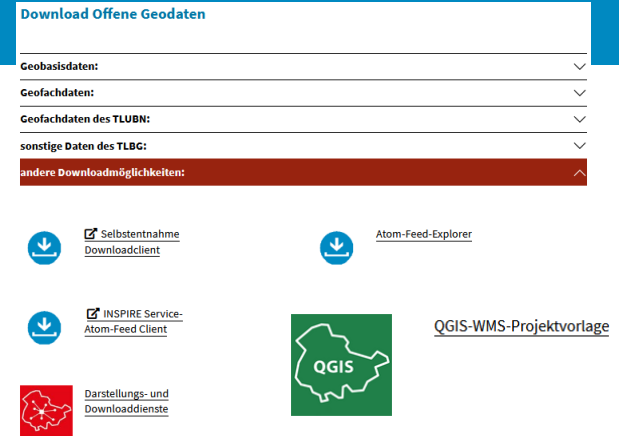 Download Offene Geodaten
Geobasisdaten:
Geofachdaten:
Geofachdaten des TLUBN:
sonstige Daten des TLBG:
andere Downloadmöglichkeiten:
Selbstentnahme
Downloadclient
Atom-Feed-Explorer
INSPIRE Service-
Atom-Feed Client
QGIS
QGIS-WMS-Projektvorlage
Darstellungs- und
Downloaddienste